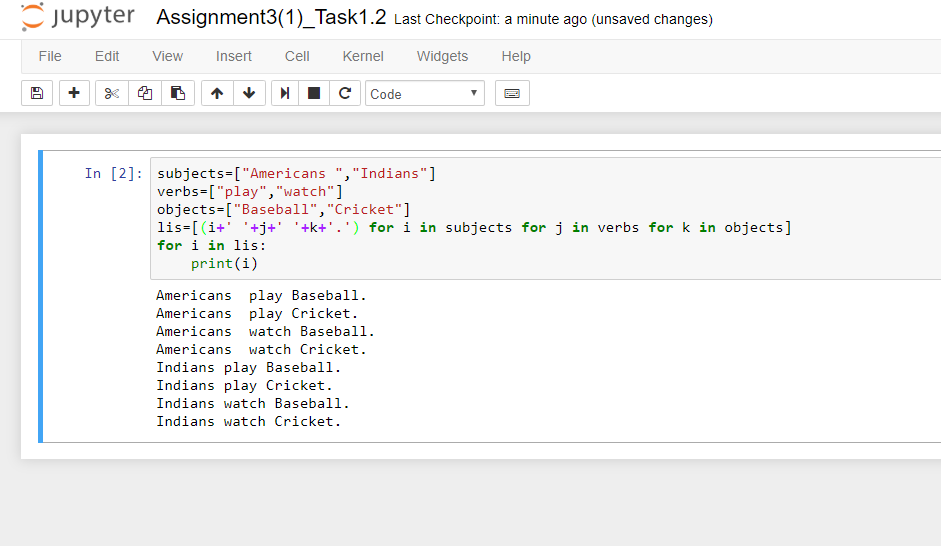 jupyter Assignment3(1)_Task1.2 Last Checkpoint: a minute ago (unsaved changes)
File Edit View Insert Cell Kernel Widgets Help
Code
In [2]: subjects=["Americans ","Indians"]
verbs=["play","watch"]
objects=["Baseball","Cricket"]
lis=[(i+' '+j+' '+k+'.') for i in subjects for j in verbs for k in objects]
for i in lis:
    print(i)
Americans  play Baseball.
Americans  play Cricket.
Americans  watch Baseball.
Americans  watch Cricket.
Indians play Baseball.
Indians play Cricket.
Indians watch Baseball.
Indians watch Cricket.